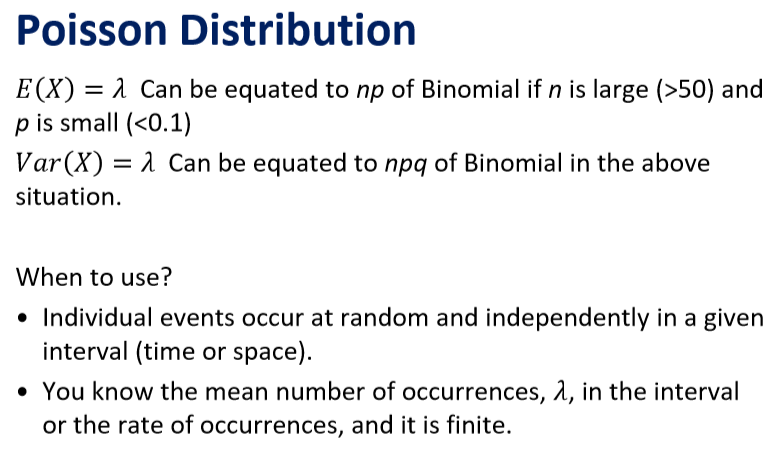 Poisson Distribution
E(X) = λ Can be equated to np of Binomial if n is large (>50) and
p is small (<0.1)
Var(X) = λ Can be equated to npq of Binomial in the above
situation.
When to use?
• Individual events occur at random and independently in a given
interval (time or space).
• You know the mean number of occurrences, λ, in the interval
or the rate of occurrences, and it is finite.